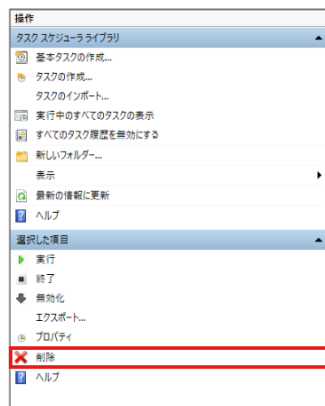 操作
タスク スケジューラ ライブラリ
基本タスクの作成...
タスクの作成...
タスクのインポート...
実行中のすべてのタスクの表示
すべてのタスク履歴を無効にする
新しいフォルダー...
表示
最新の情報に更新
ヘルプ
選択した項目
実行
終了
無効化
エクスポート...
プロパティ
削除
ヘルプ